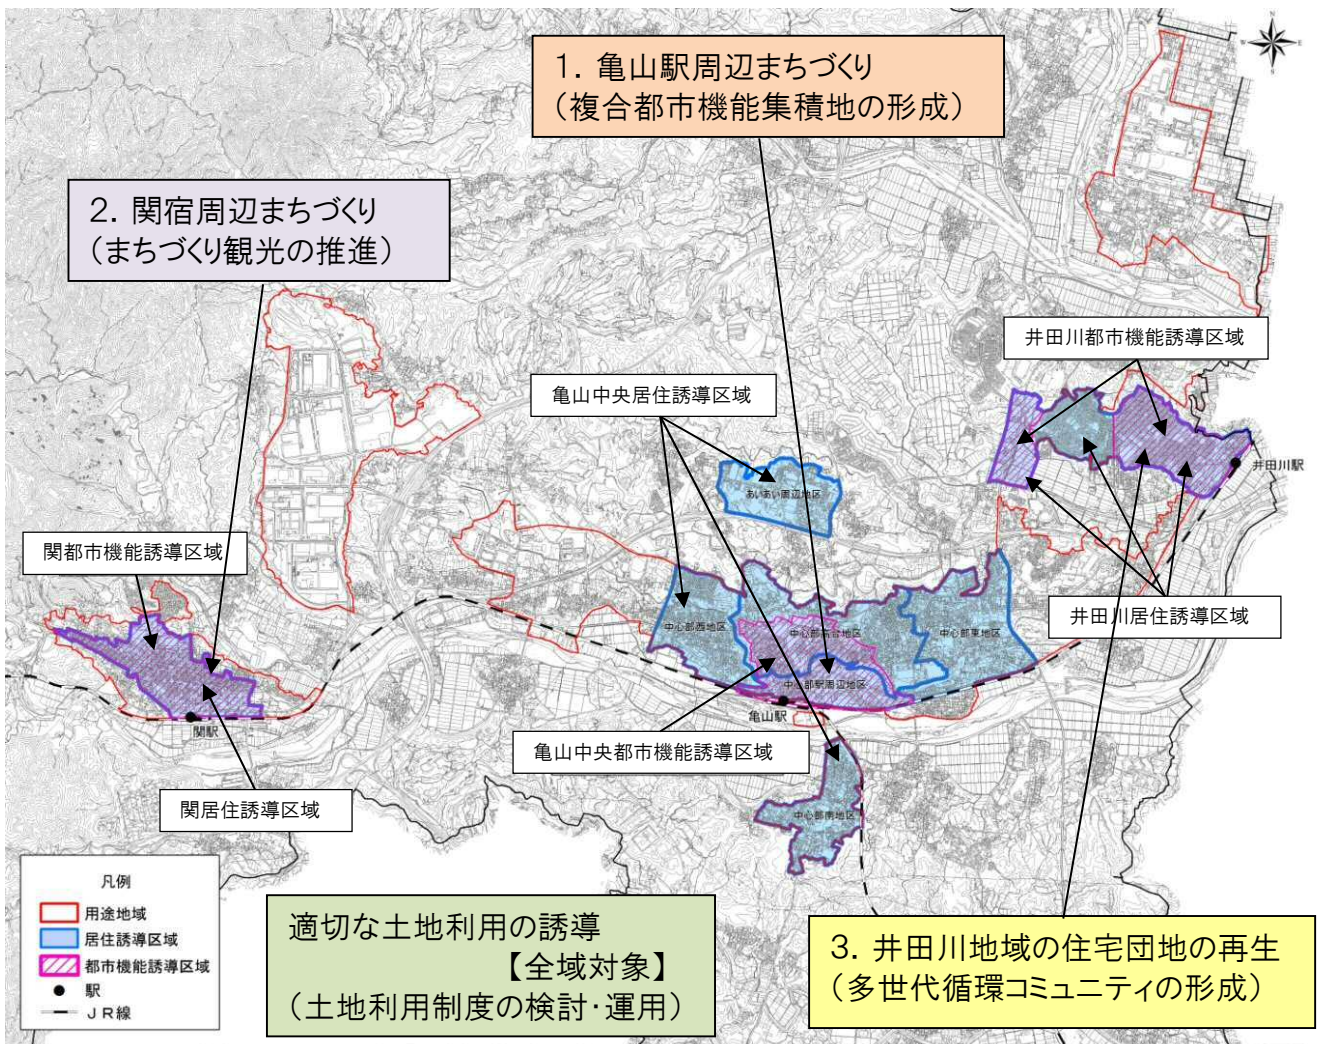 N
W
E
S
1．亀山駅周辺まちづくり
（複合都市機能集積地の形成）
2．関宿周辺まちづくり
（まちづくり観光の推進）
井田川都市機能誘導区域
亀山中央居住誘導区域
井田川駅
あいあい周辺地区
関都市機能誘導区域
井田川居住誘導区域
中心部西地区
中心部高台地区
中心部東地区
中心部駅周辺地区
亀山駅
関駅
亀山中央都市機能誘導区域
関居住誘導区域
中心部南地区
凡例
用途地域
居住誘導区域
都市機能誘導区域
駅
ＪＲ線
適切な土地利用の誘導
【全域対象】
（土地利用制度の検討・運用）
3．井田川地域の住宅団地の再生
（多世代循環コミュニティの形成）